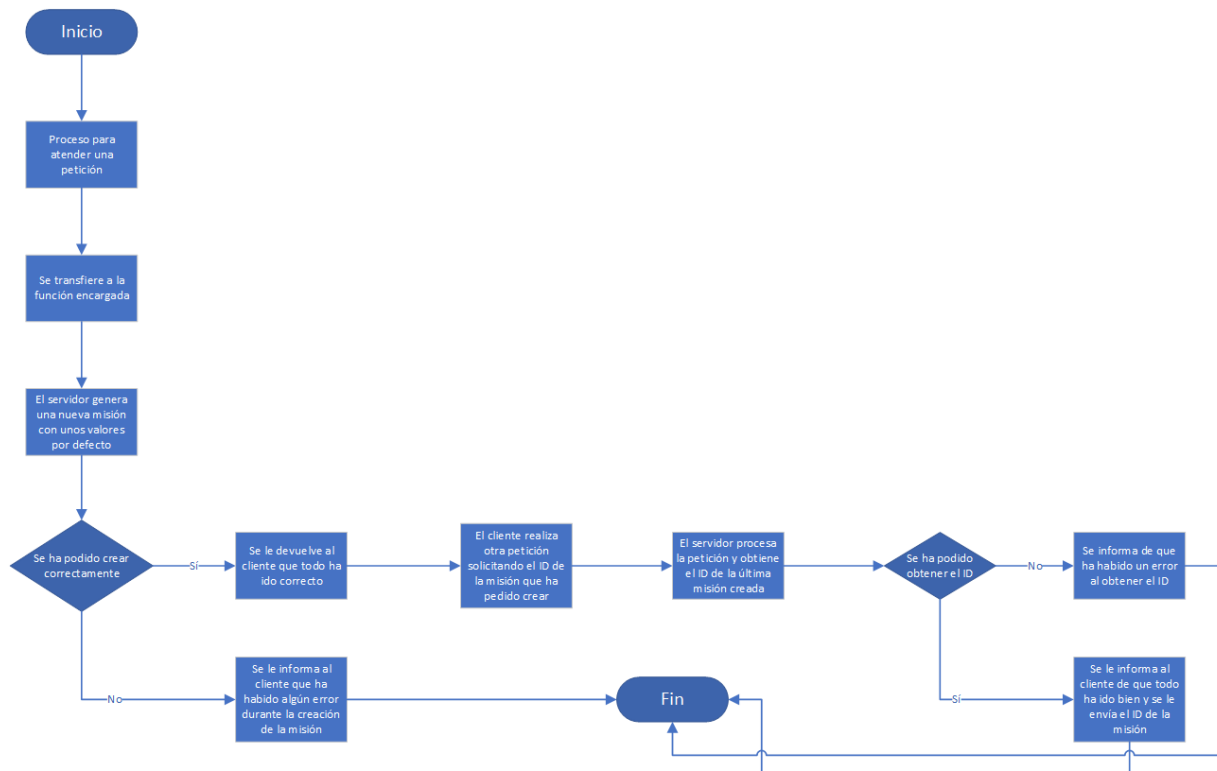 Inicio
Proceso para
atender una
petición
Se transfiere a la
función encargada
El servidor genera
una nueva misión
con unos valores
por defecto
Se ha podido crear
correctamente
Sí
Se le devuelve al
cliente que todo ha
ido correcto
El cliente realiza
otra petición
solicitando el ID de
la misión que ha
pedido crear
El servidor procesa
la petición y obtiene
el ID de la última
misión creada
Se ha podido
obtener el ID
No
Se informa de que
ha habido un error
al obtener el ID
No
Se le informa al
cliente que ha
habido algún error
durante la creación
de la misión
Fin
Sí
Se le informa al
cliente de que todo
ha ido bien y se le
envía el ID de la
misión